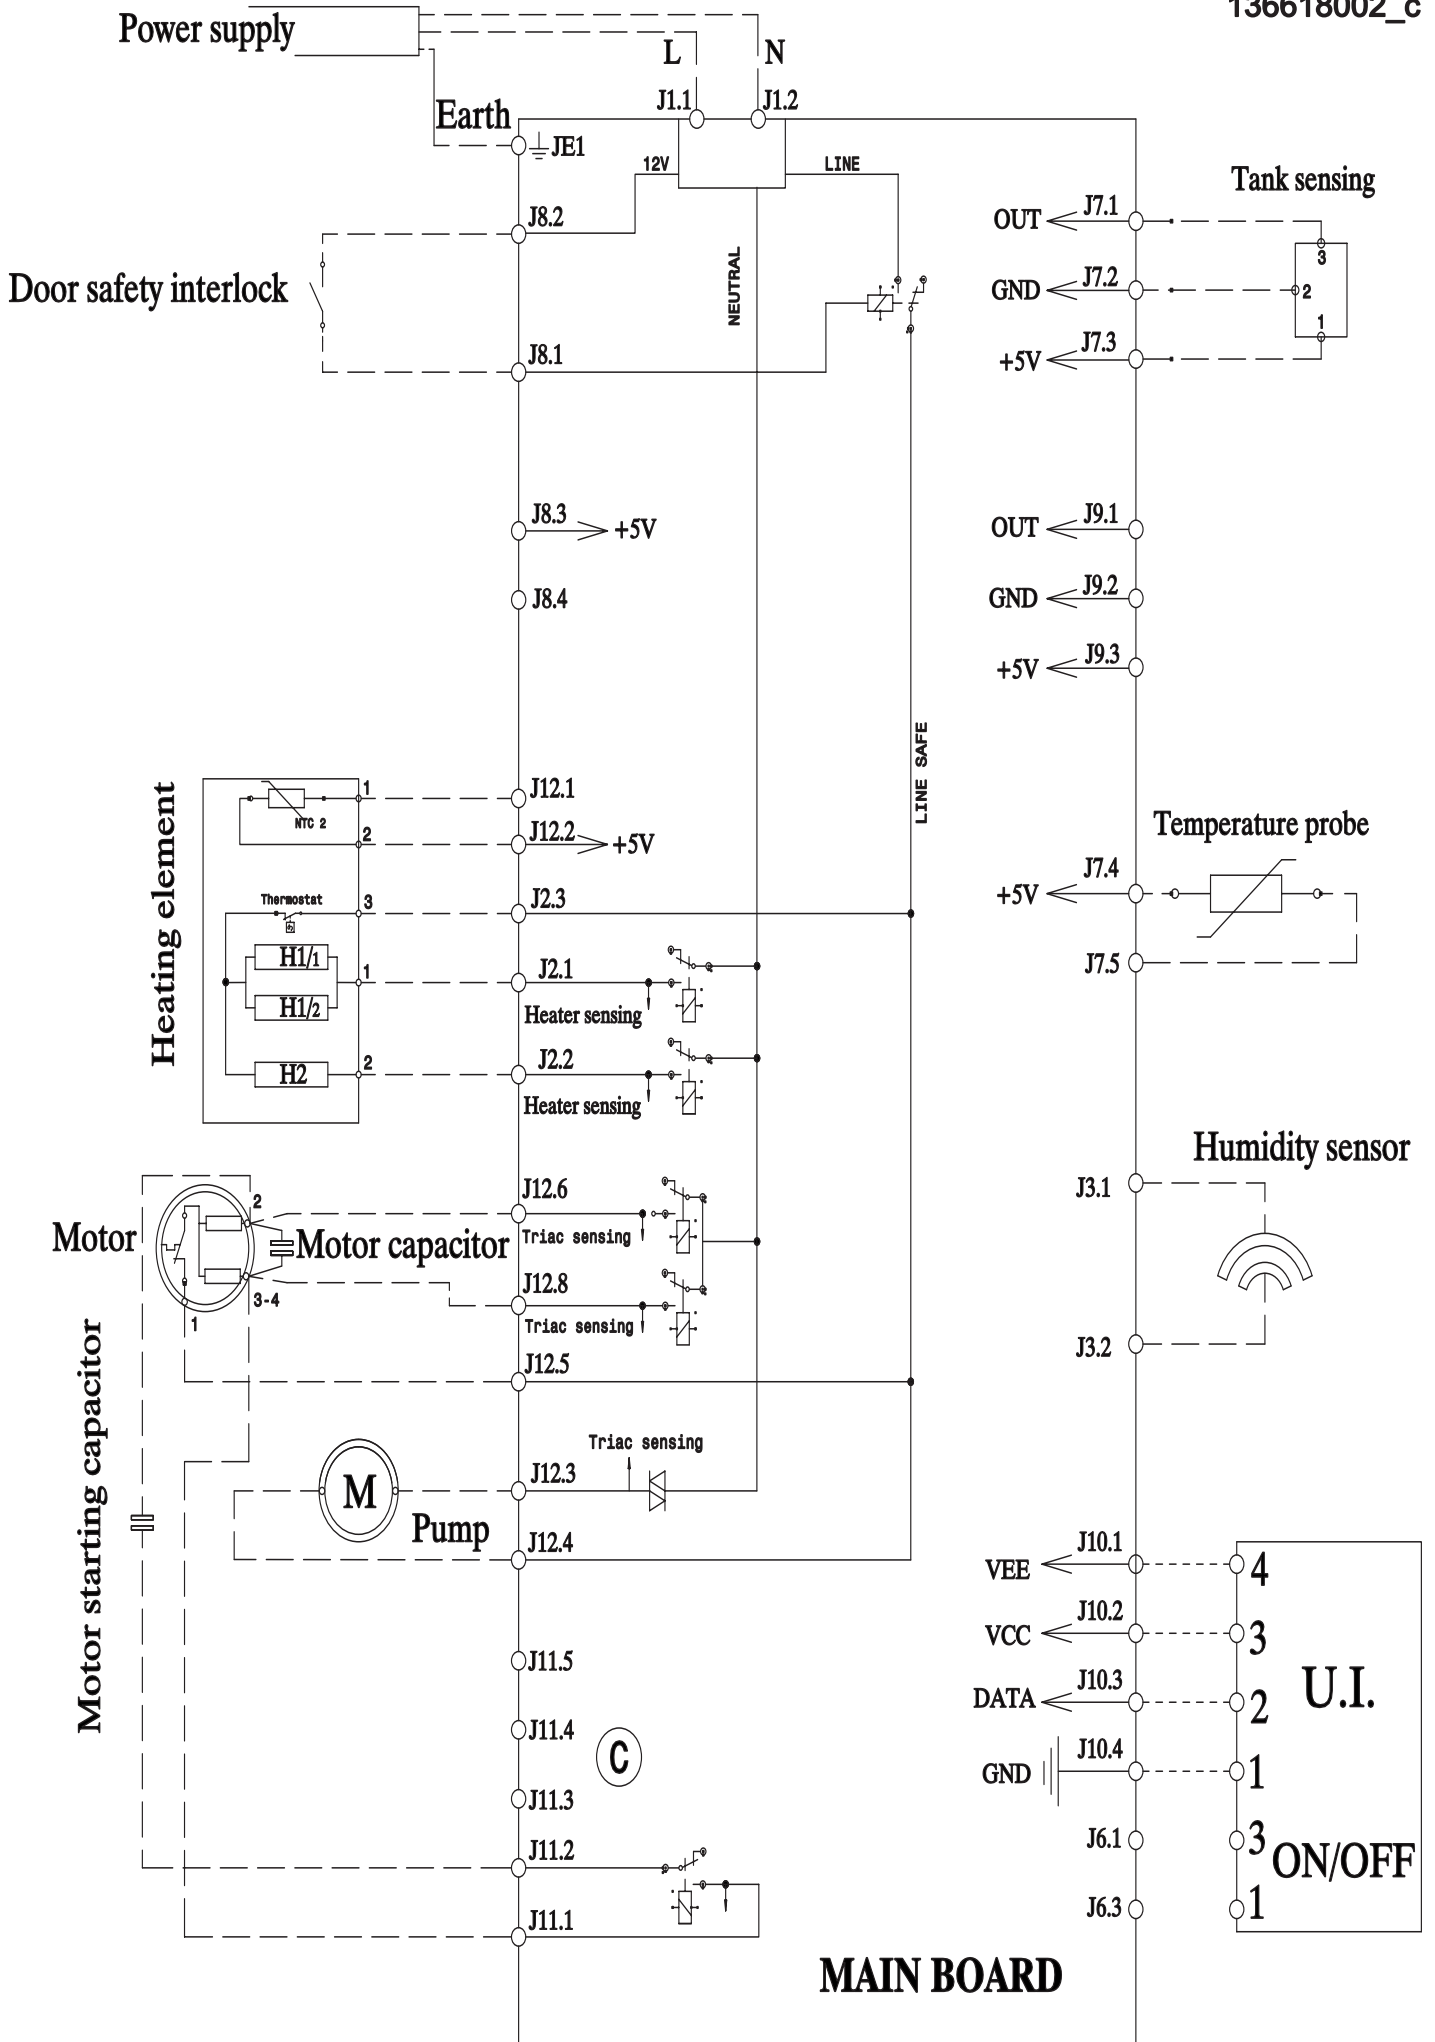 136618002_c
Power supply
L
N
J1.1
J1.2
Earth
JE1
12V
LINE
Tank sensing
J8.2
OUT
J7.1
3
Door safety interlock
NEUTRAL
GND
J7.2
2
J8.1
+5V
J7.3
1
J8.3
+5V
OUT
J9.1
J8.4
GND
J9.2
+5V
J9.3
LINE SAFE
Heating element
NTC 2
1
J12.1
2
J12.2
+5V
Temperature probe
Thermostat
3
J2.3
+5V
J7.4
H1/1
1
J2.1
J7.5
H1/2
Heater sensing
H2
2
J2.2
Heater sensing
Humidity sensor
J12.6
J3.1
2
Motor
Motor capacitor
Triac sensing
J12.8
3-4
1
Triac sensing
J3.2
J12.5
Motor starting capacitor
Triac sensing
M
J12.3
Pump
J12.4
VEE
J10.1
4
VCC
J10.2
3
J11.5
U.I.
DATA
J10.3
2
J11.4
C
GND
J10.4
1
J11.3
J6.1
3
ON/OFF
J11.2
J6.3
1
J11.1
MAIN BOARD